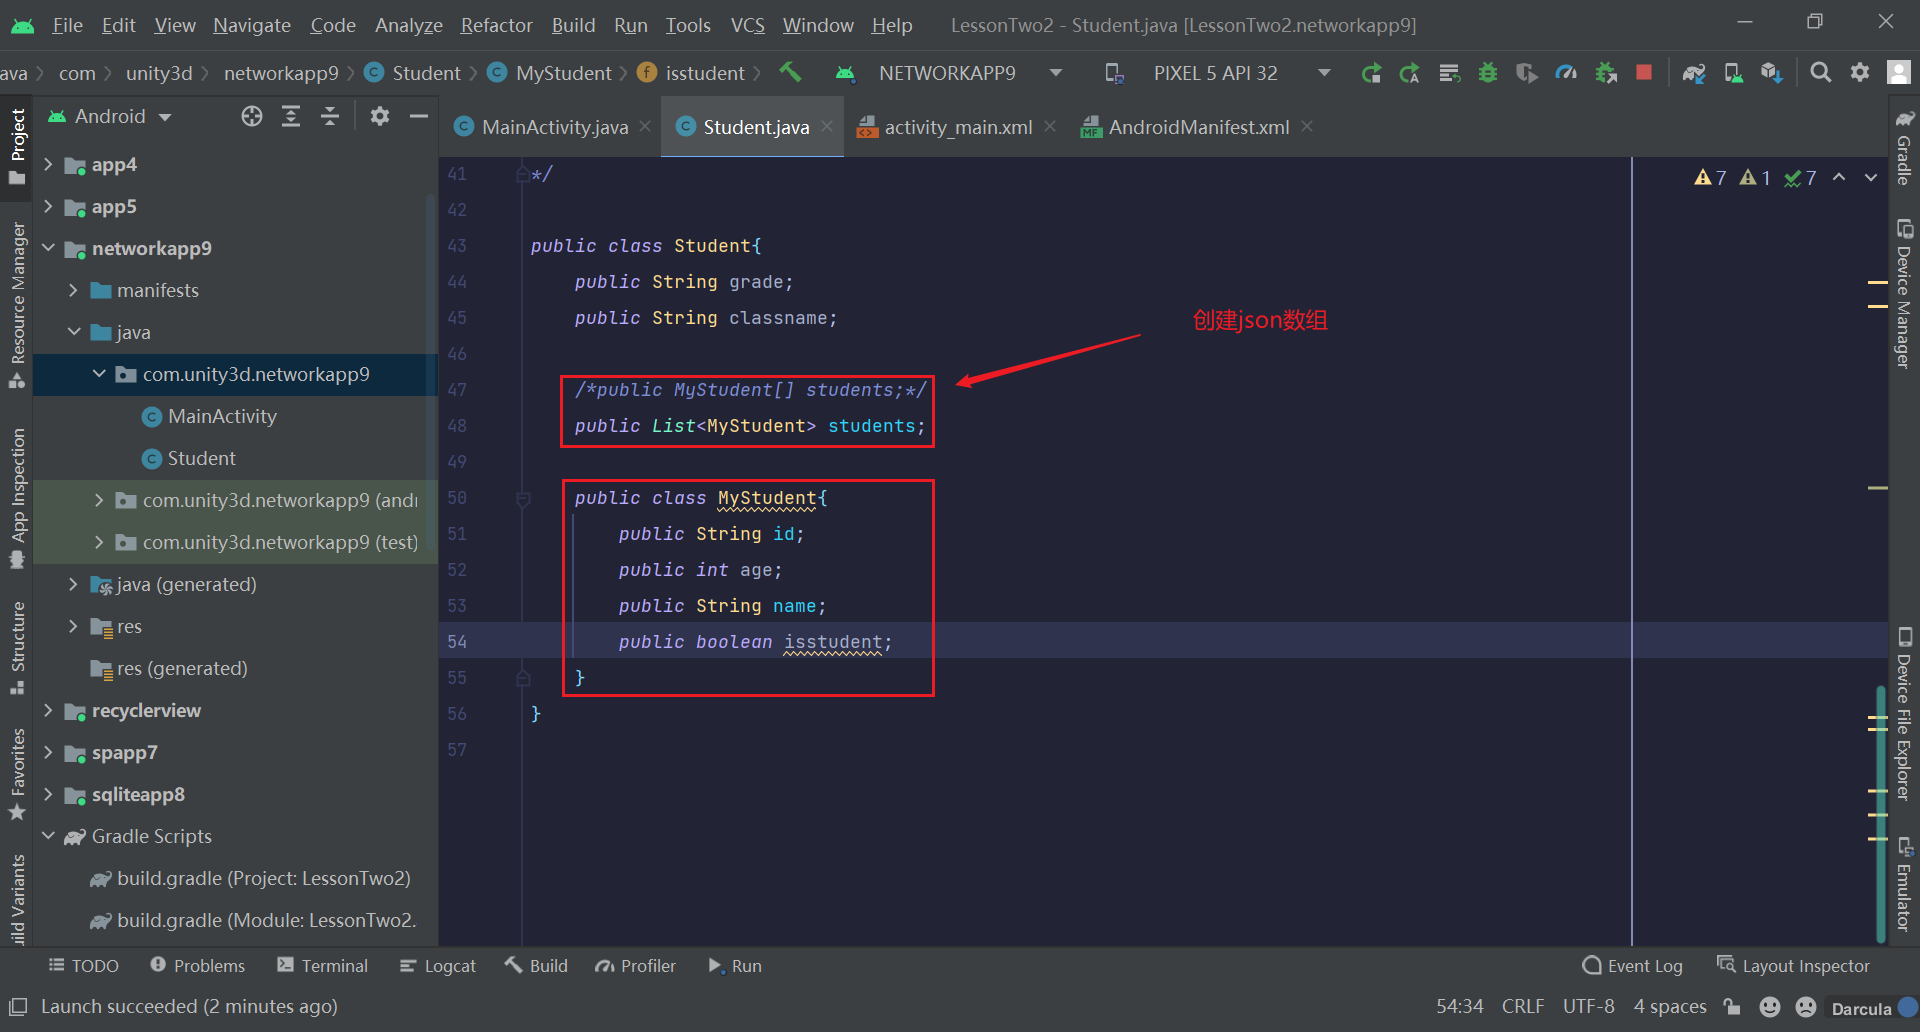 File Edit View Navigate Code Analyze Refactor Build Run Tools VCS Window Help LessonTwo2 - Student.java [LessonTwo2.networkapp9]
ava com unity3d networkapp9 Student MyStudent isstudent NETWORKAPP9 PIXEL 5 API 32
Project
Resource Manager
App Inspection
Structure
Favorites
uild Variants
Android
app4
app5
networkapp9
manifests
java
com.unity3d.networkapp9
MainActivity
Student
com.unity3d.networkapp9 (andr
com.unity3d.networkapp9 (test)
java (generated)
res
res (generated)
recyclerview
spapp7
sqliteapp8
Gradle Scripts
build.gradle (Project: LessonTwo2)
build.gradle (Module: LessonTwo2.
MainActivity.java Student.java activity_main.xml AndroidManifest.xml
7 1 7
41 */
42
43 public class Student{
44 public String grade;
45 public String classname;
创建json数组
46
47 /*public MyStudent[] students;*/
48 public List<MyStudent> students;
49
50 public class MyStudent{
51 public String id;
52 public int age;
53 public String name;
54 public boolean isstudent;
55 }
56 }
57
Gradle
Device Manager
Device File Explorer
Emulator
TODO Problems Terminal Logcat Build Profiler Run Event Log Layout Inspector
Launch succeeded (2 minutes ago) 54:34 CRLF UTF-8 4 spaces Darcula